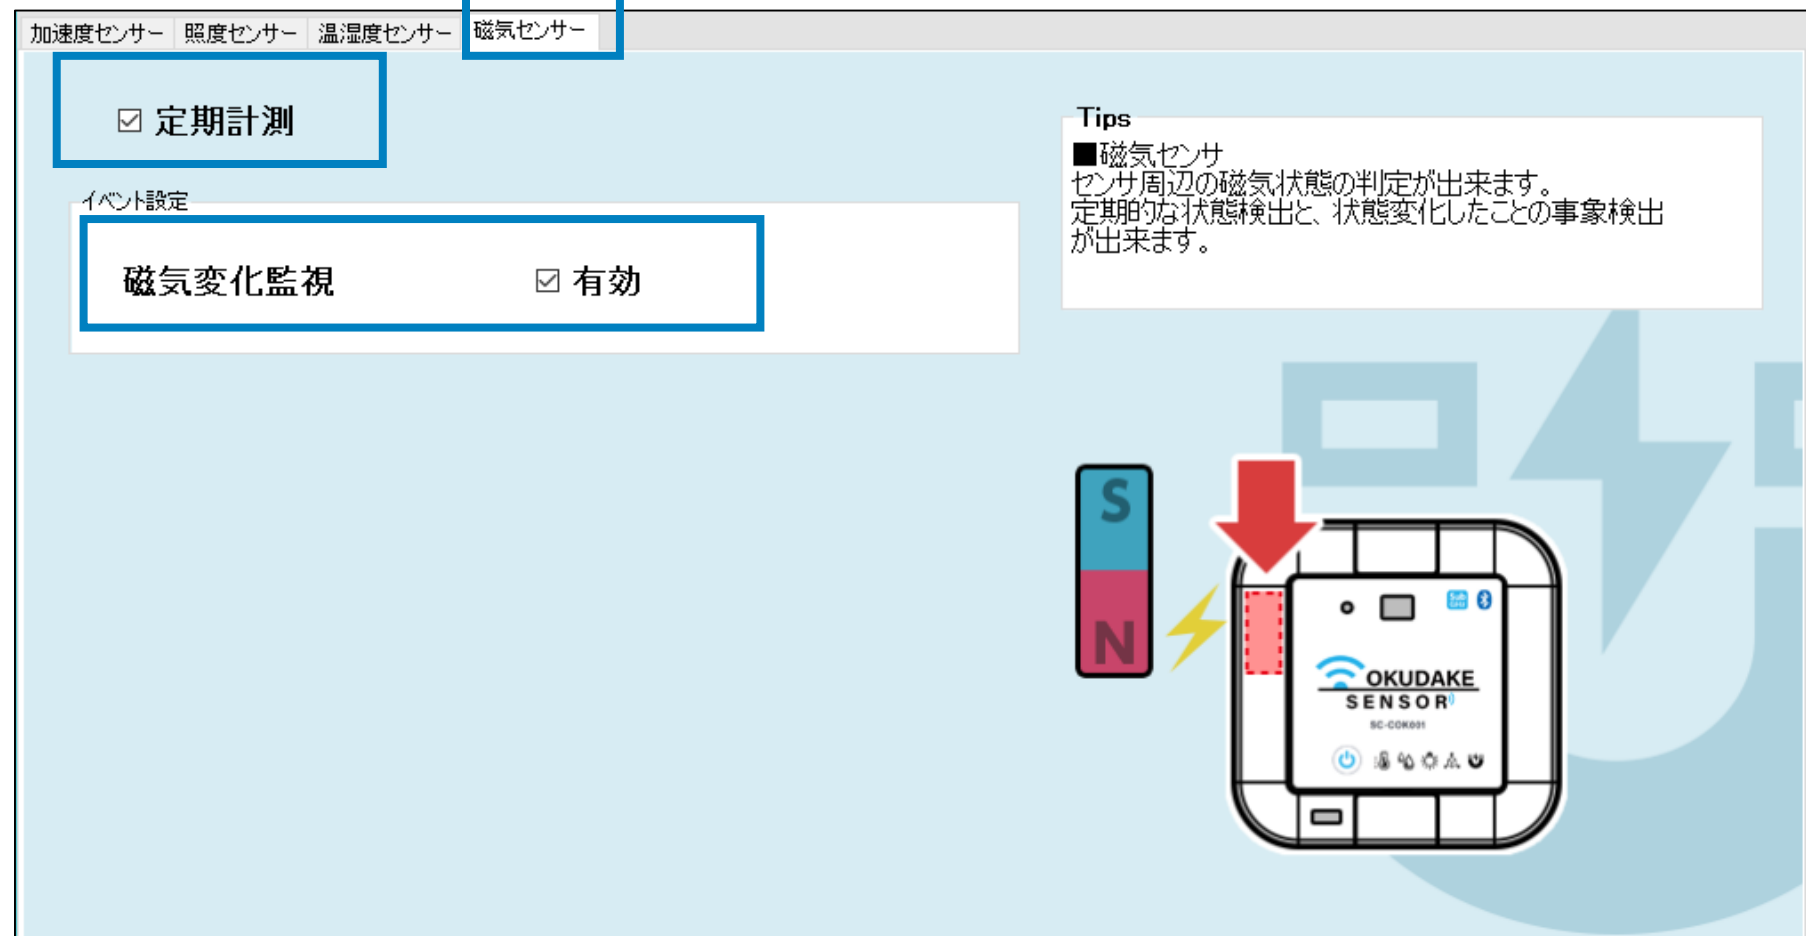 加速度センサー 照度センサー 温湿度センサー 磁気センサー
定期計測
イベント設定
磁気変化監視 有効
Tips
■磁気センサ
センサ周辺の磁気状態の判定が出来ます。
定期的な状態検出と、状態変化したことの事象検出
が出来ます。
S
N
Sub
GHz
OKUDAKE
SENSOR
SC-COK001